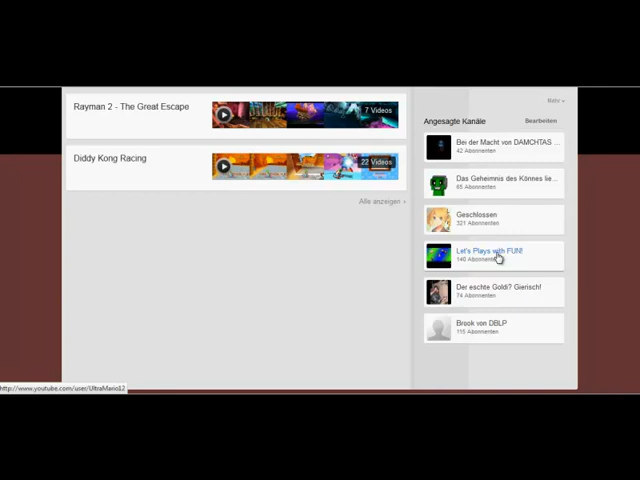 Mehr »
Rayman 2 - The Great Escape
7 Videos
Diddy Kong Racing
22 Videos
Alle anzeigen »
Angesagte Kanäle
Bearbeiten
Bei der Macht von DAMCHTAS ...
42 Abonnenten
Das Geheimnis des Könnes lie...
65 Abonnenten
Geschlossen
321 Abonnenten
Let's Plays with FUN!
140 Abonnenten
Der eschte Goldi? Gierisch!
74 Abonnenten
Brook von DBLP
115 Abonnenten
http://www.youtube.com/user/UltraMario12